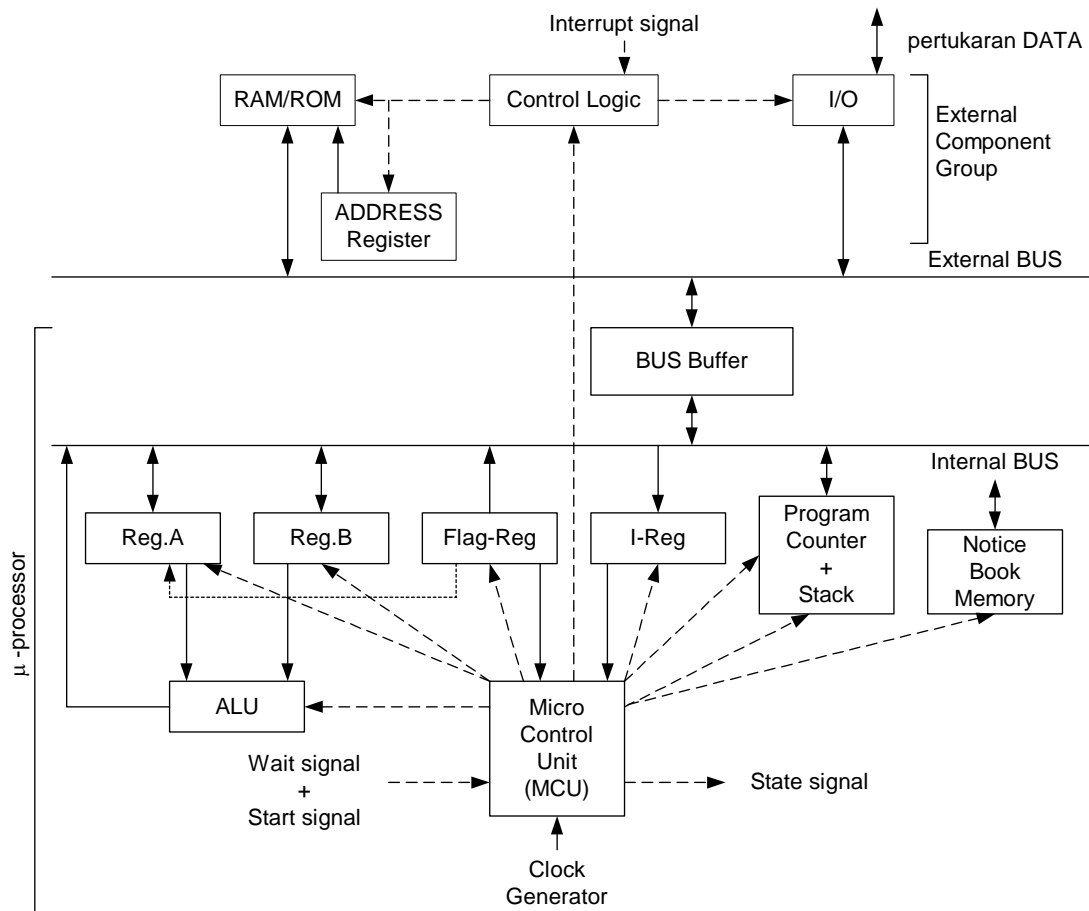 Interrupt signal
pertukaran DATA
RAM/ROM
Control Logic
I/O
External
Component
Group
ADDRESS
Register
External BUS
BUS Buffer
Internal BUS
Reg.A
Reg.B
Flag-Reg
I-Reg
Program
Counter
+
Stack
Notice
Book
Memory
μ -processor
ALU
Micro
Control
Unit
(MCU)
Wait signal
+
Start signal
State signal
Clock
Generator